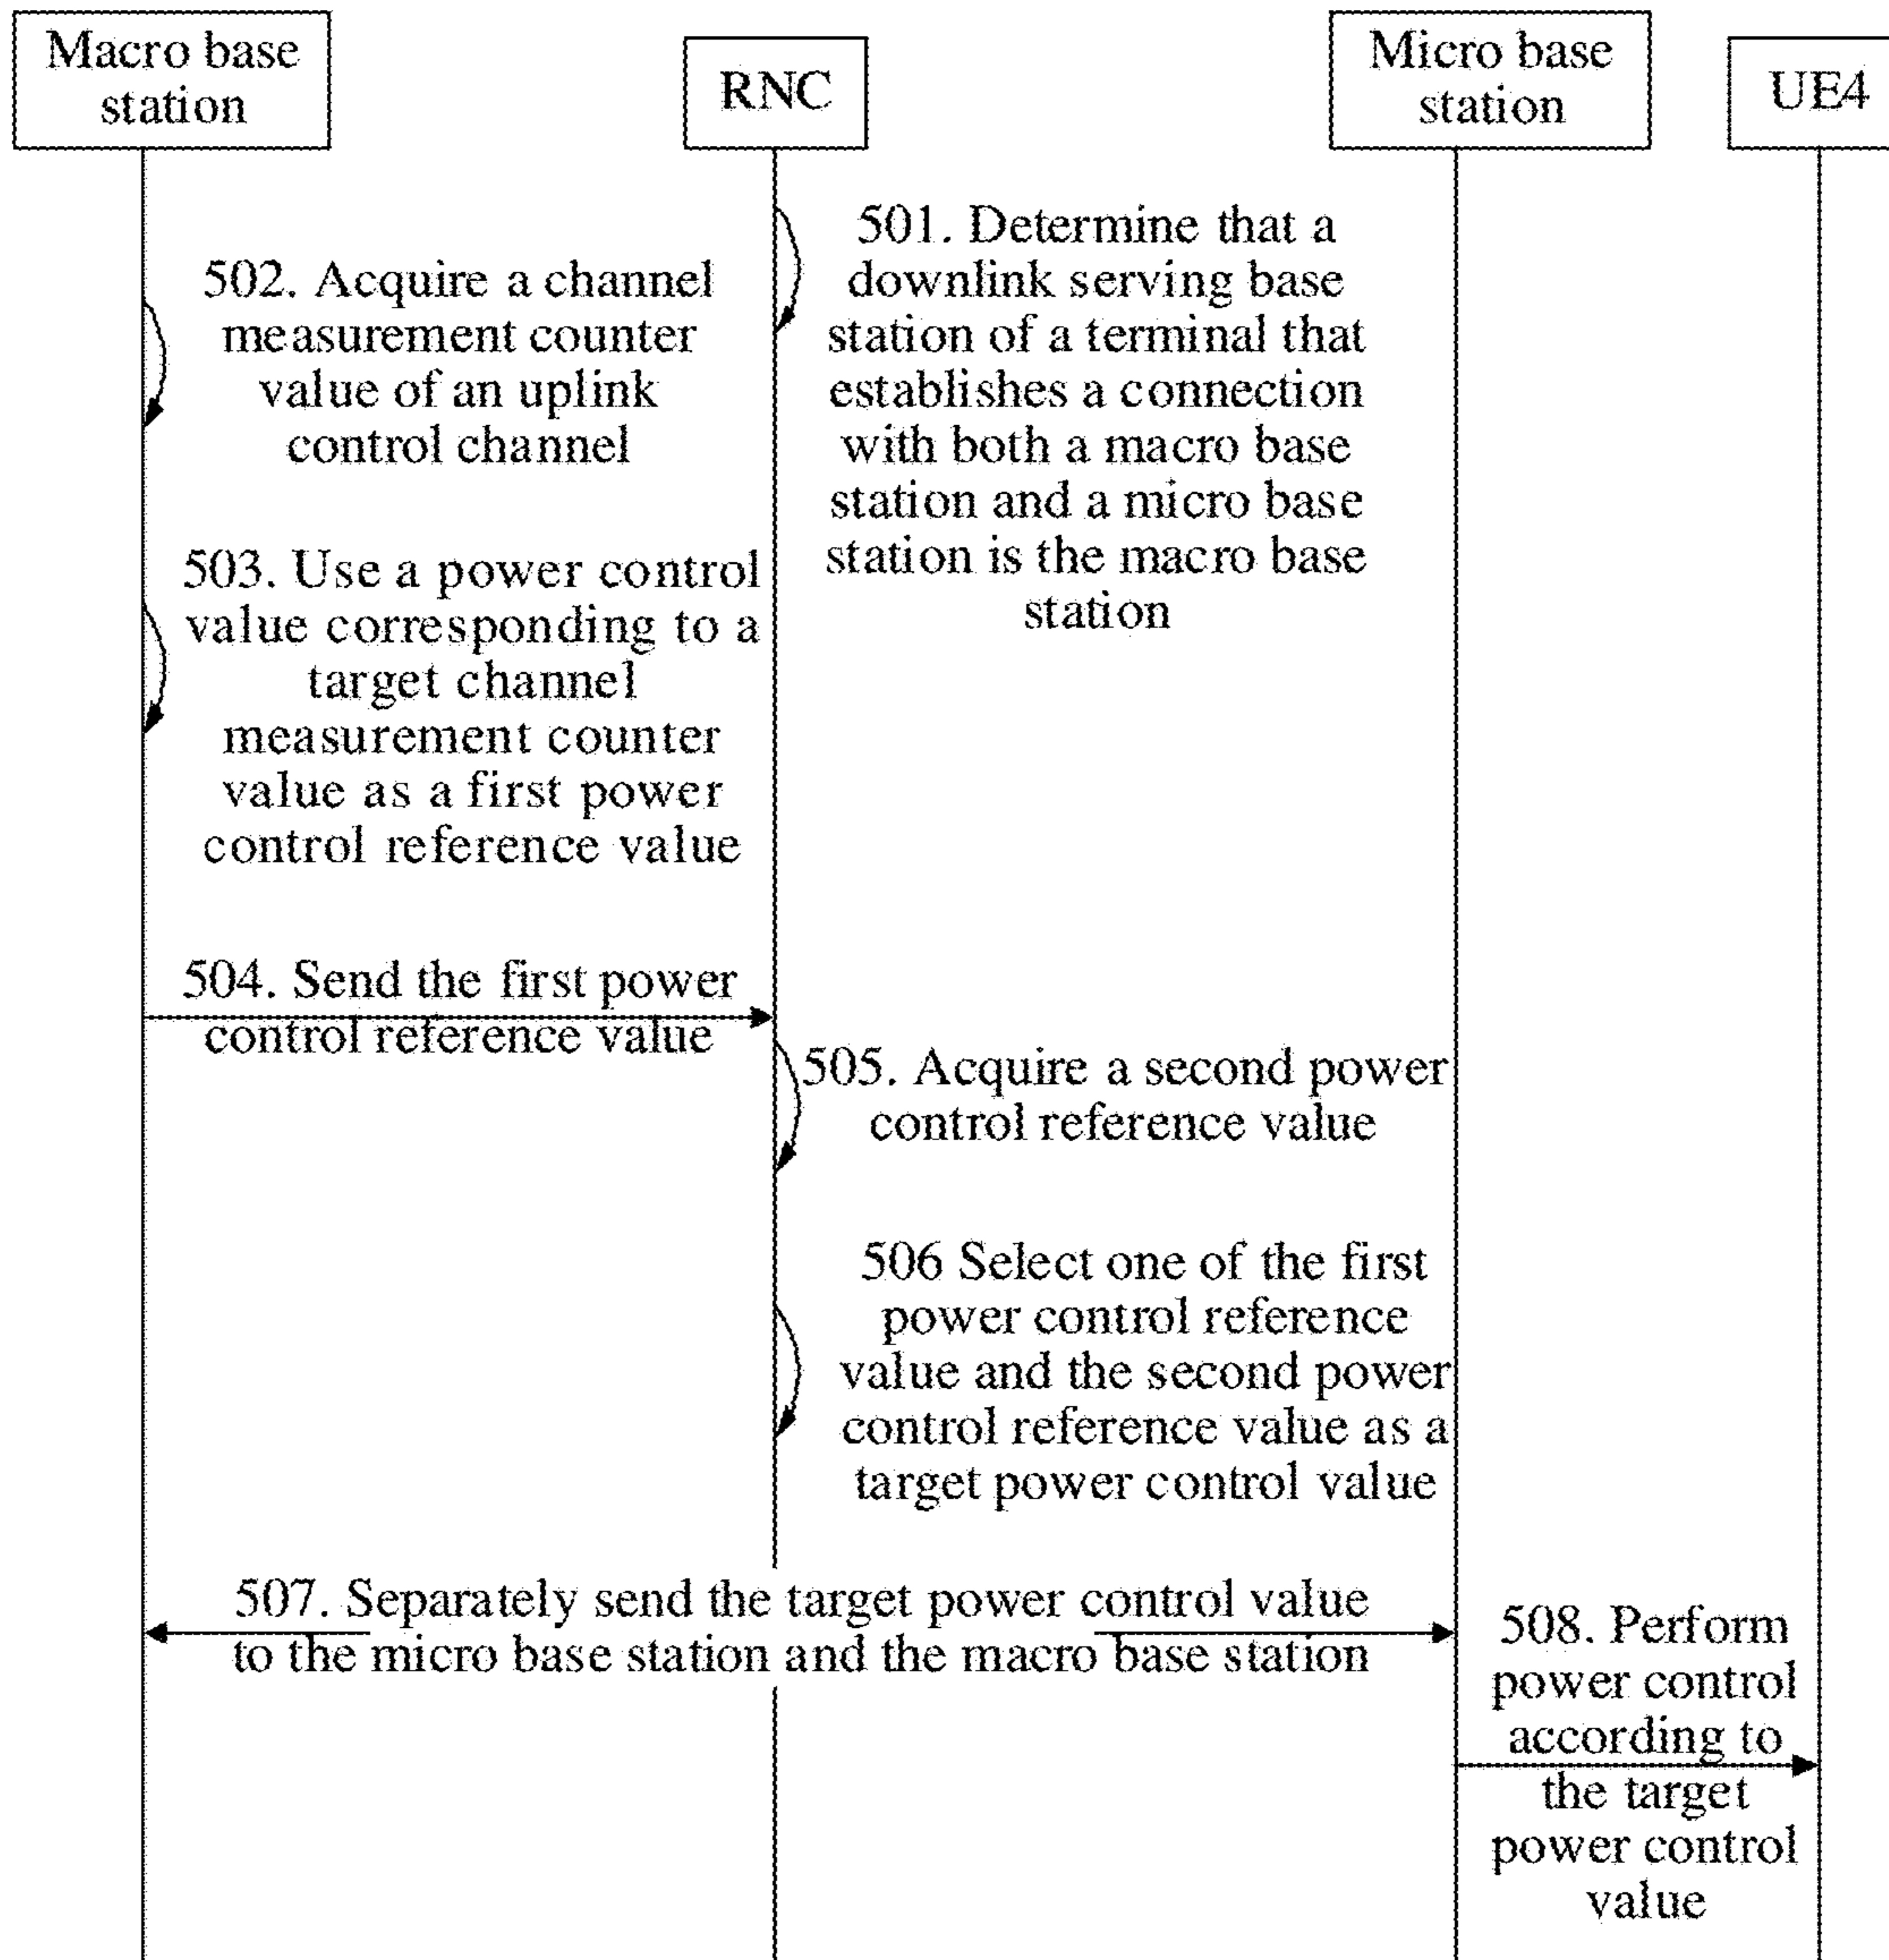 Macro base
station
RNC
Micro base
station
UE4
501. Determine that a
downlink serving base
station of a terminal that
establishes a connection
with both a macro base
station and a micro base
station is the macro base
station
502. Acquire a channel
measurement counter
value of an uplink
control channel
503. Use a power control
value corresponding to a
target channel
measurement counter
value as a first power
control reference value
504. Send the first power
control reference value
505. Acquire a second power
control reference value
506 Select one of the first
power control reference
value and the second power
control reference value as a
target power control value
507. Separately send the target power control value
to the micro base station and the macro base station
508. Perform
power control
according to
the target
power control
value